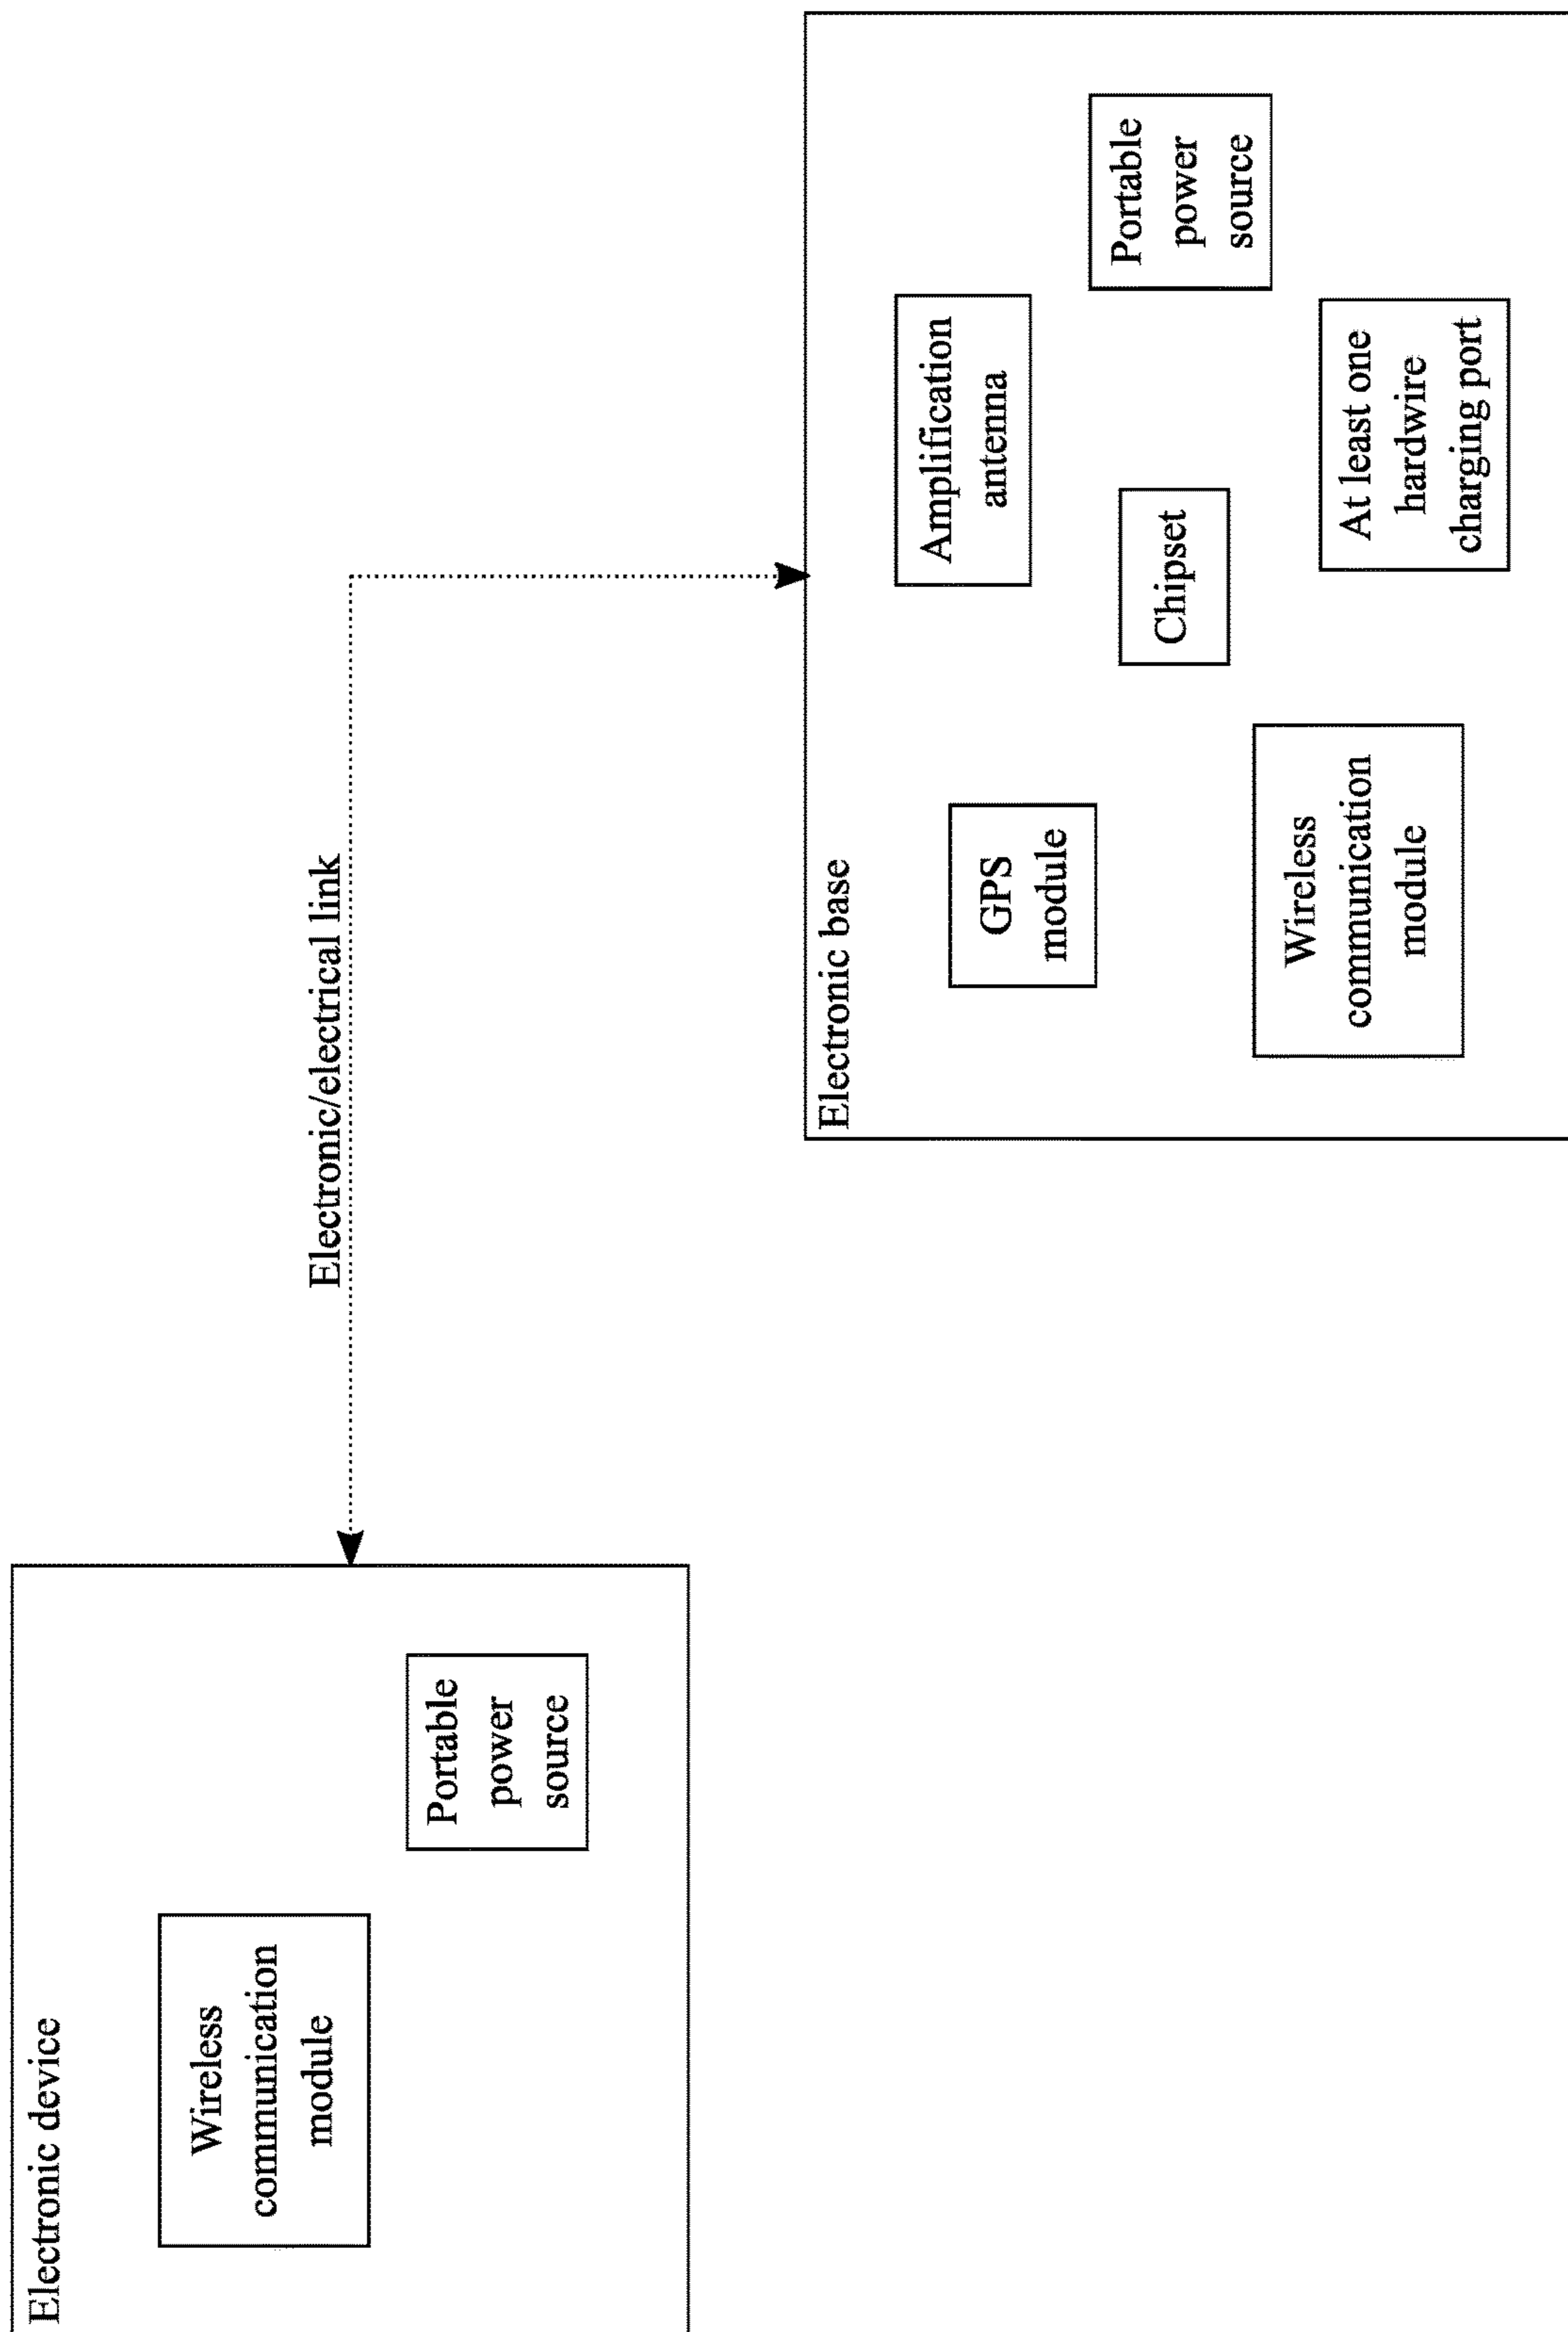 Electronic device
Wireless
communication
module
Portable
power
source
Electronic/electrical link
Electronic base
GPS
module
Amplification
antenna
Portable
power
source
Chipset
Wireless
communication
module
At least one
hardwire
charging port